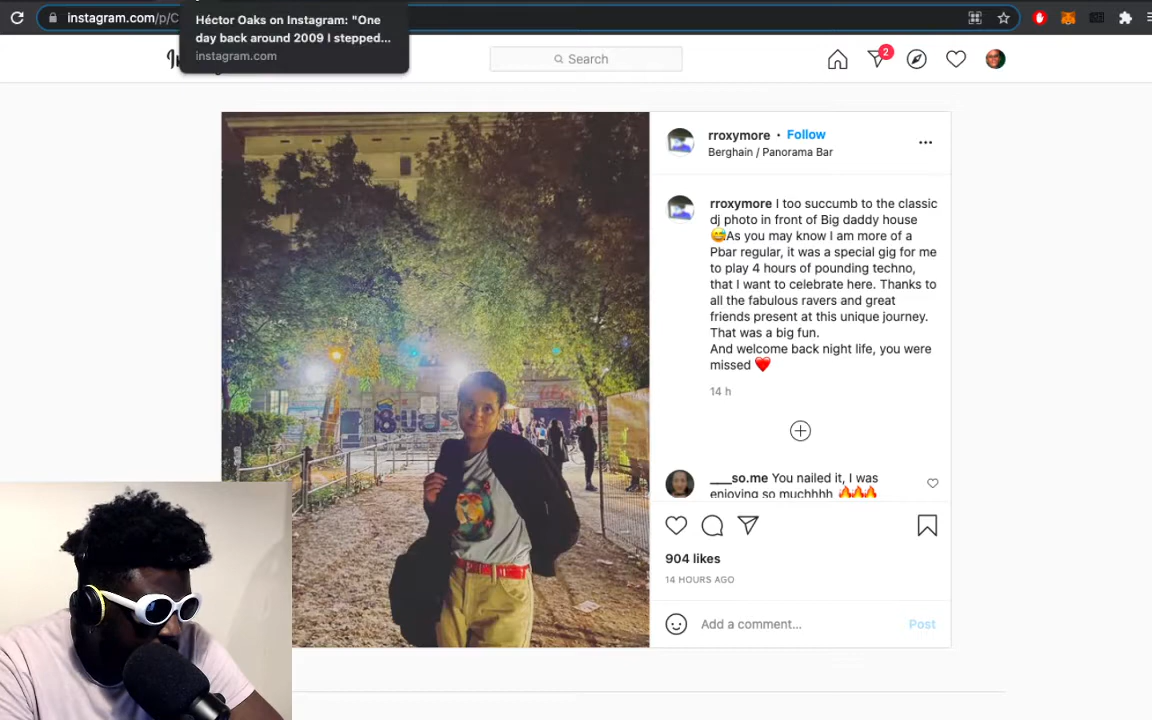 instagram.com/p/C
Héctor Oaks on Instagram: "One
day back around 2009 I stepped...
instagram.com
Search
2
rroxymore • Follow
Berghain / Panorama Bar
rroxymore I too succumb to the classic
dj photo in front of Big daddy house
😅As you may know I am more of a
Pbar regular, it was a special gig for me
to play 4 hours of pounding techno,
that I want to celebrate here. Thanks to
all the fabulous ravers and great
friends present at this unique journey.
That was a big fun.
And welcome back night life, you were
missed ❤️
14 h
___so.me You nailed it, I was
enjoying so muchhhh 🔥🔥🔥
904 likes
14 HOURS AGO
Add a comment...
Post